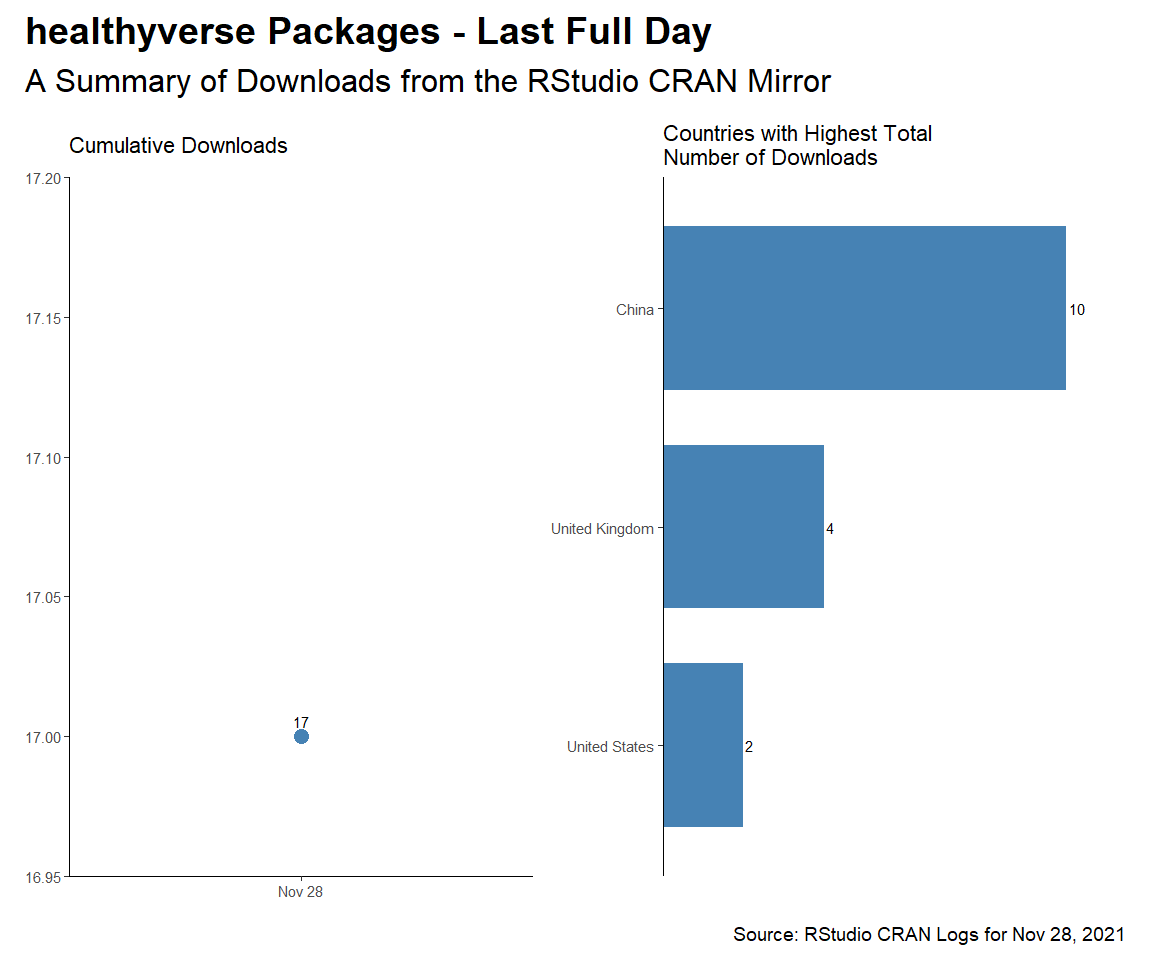 healthyverse Packages - Last Full Day
A Summary of Downloads from the RStudio CRAN Mirror
Cumulative Downloads
17.20
17.15
17.10
17.05
17.00
16.95
17
Nov 28
Countries with Highest Total
Number of Downloads
China
10
United Kingdom
4
United States
2
Source: RStudio CRAN Logs for Nov 28, 2021